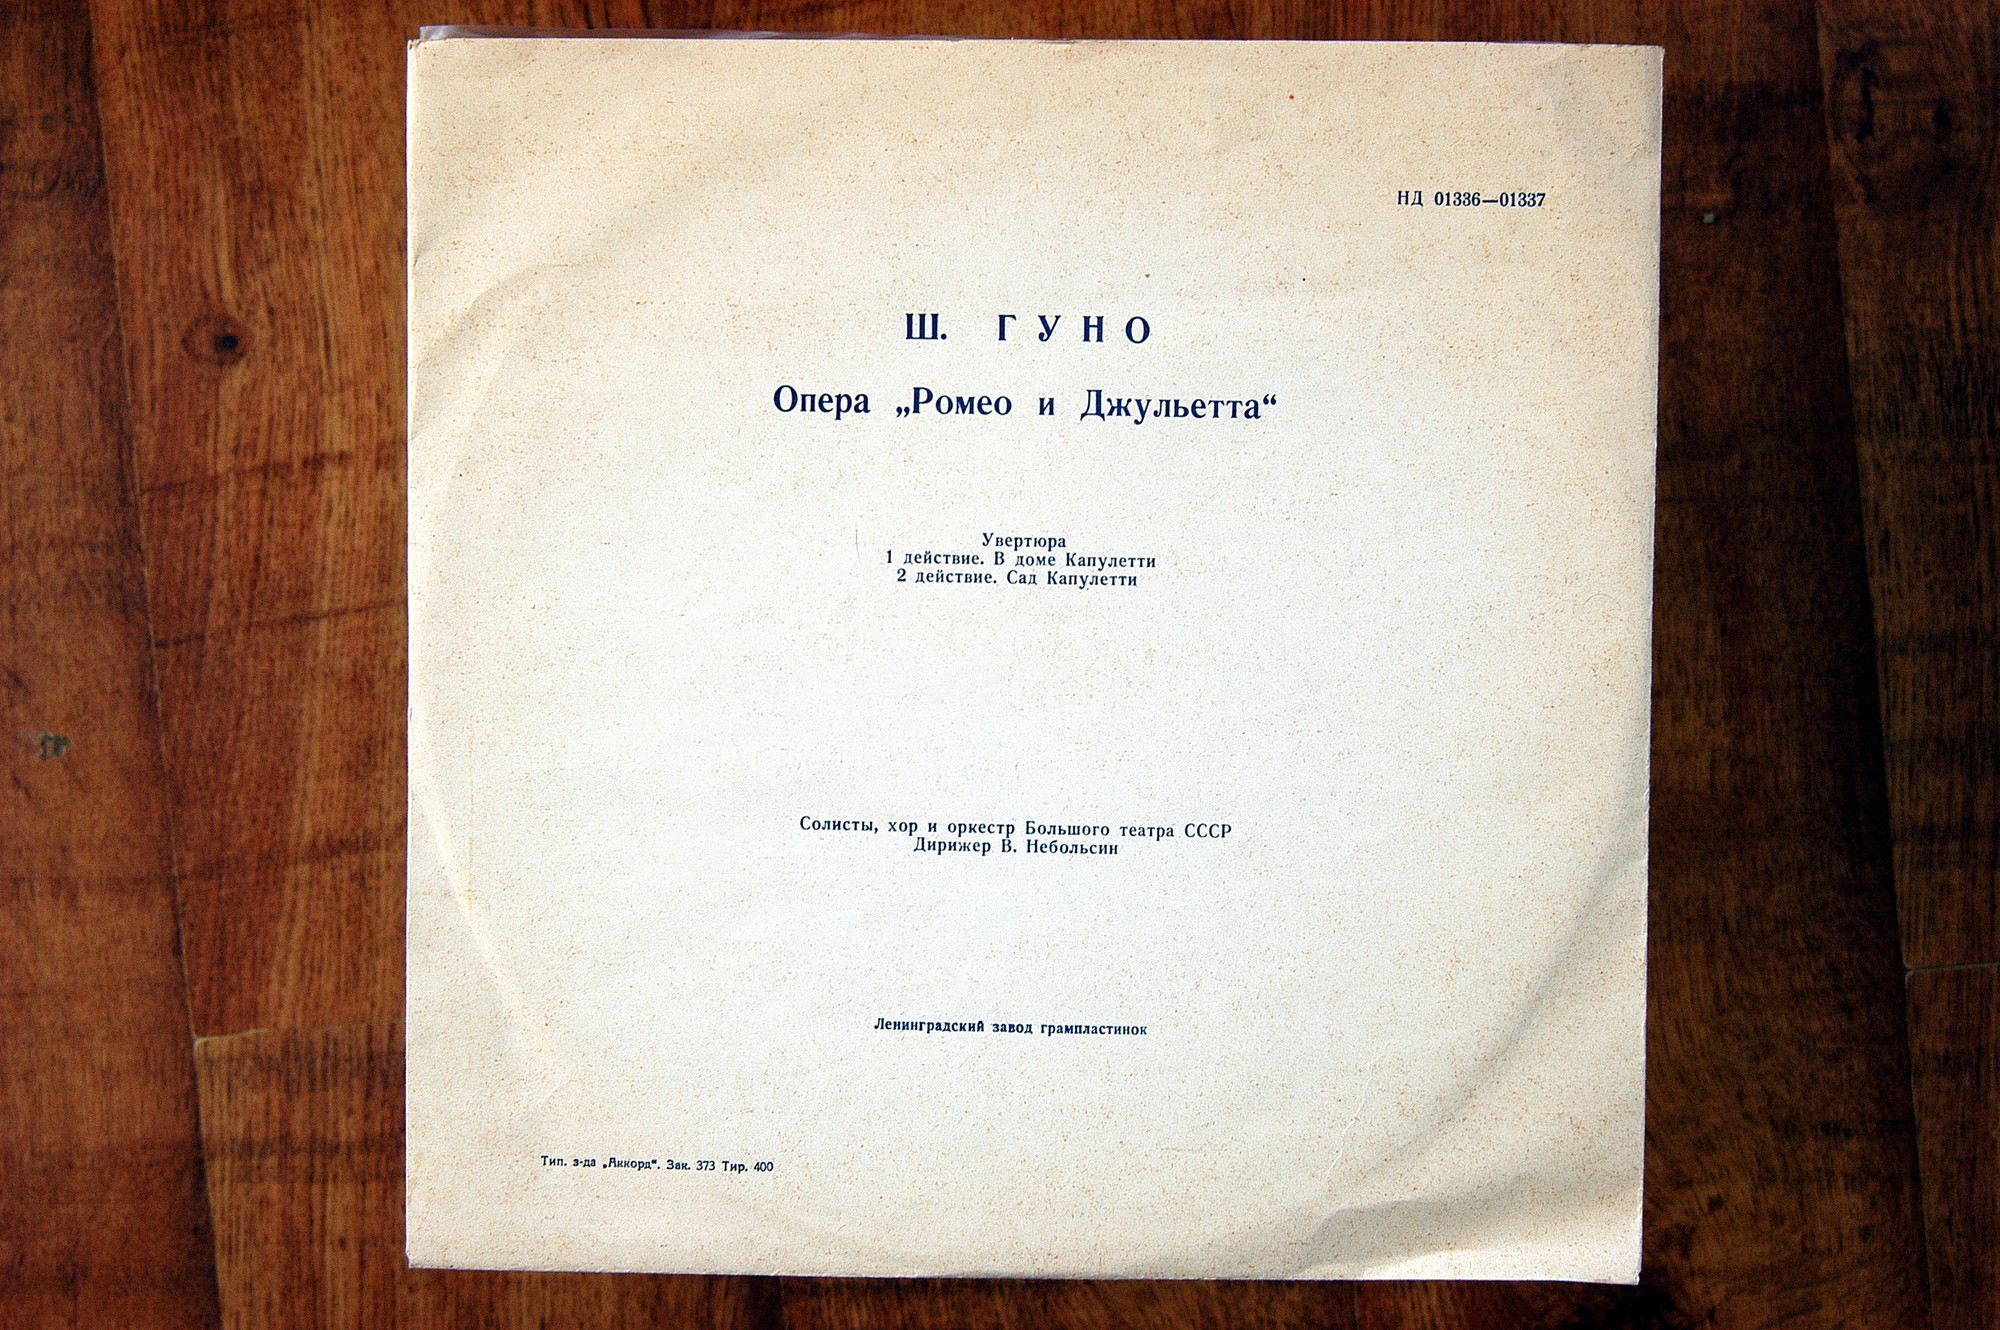 НД 01336—01337
Ш. ГУНО
Опера „Ромео и Джульетта“
Увертюра
1 действие. В доме Капулетти
2 действие. Сад Капулетти
Солисты, хор и оркестр Большого театра СССР
Дирижер В. Небольсин
Ленинградский завод грампластинок
Тип. з-да „Аккорд“. Зак. 373 Тир. 400